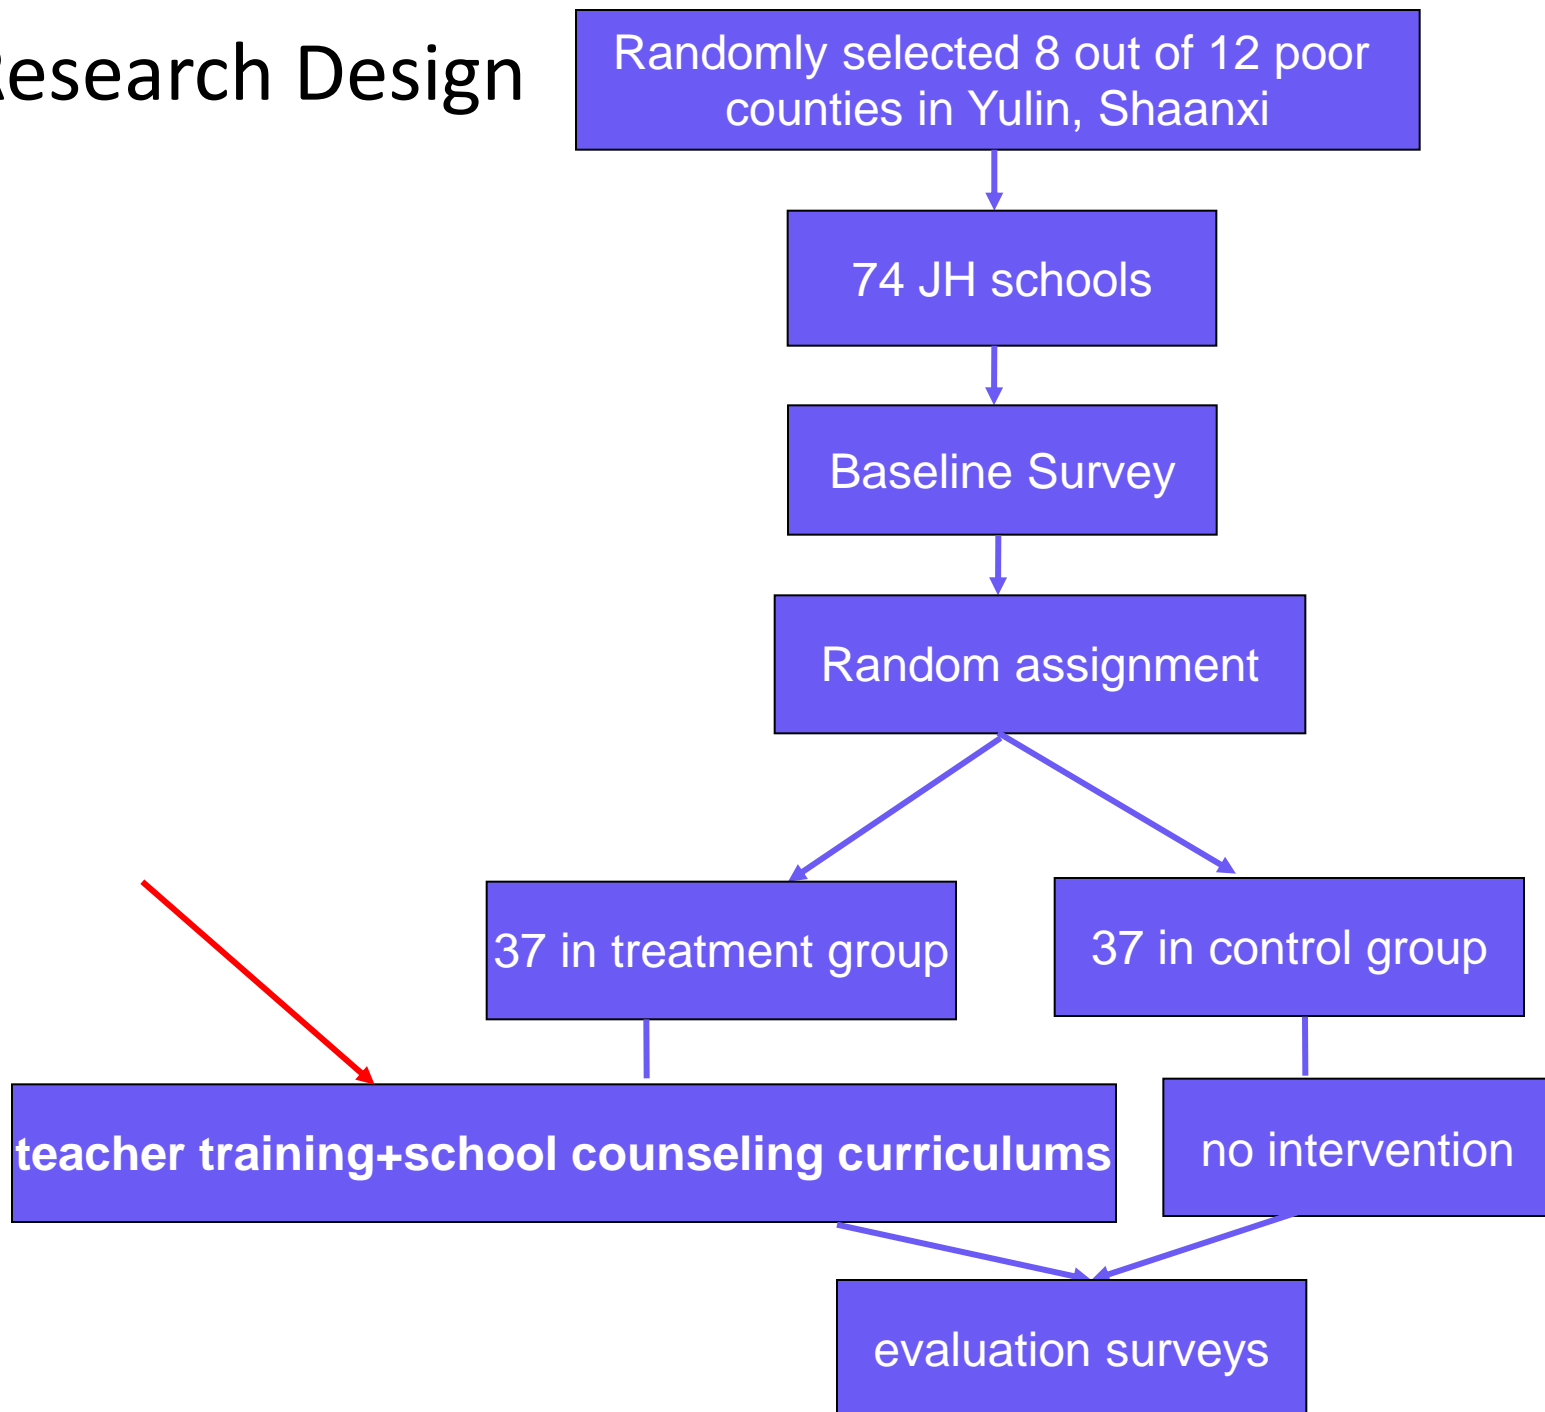 Research Design
Randomly selected 8 out of 12 poor
counties in Yulin, Shaanxi
74 JH schools
Baseline Survey
Random assignment
37 in treatment group
37 in control group
teacher training+school counseling curriculums
no intervention
evaluation surveys